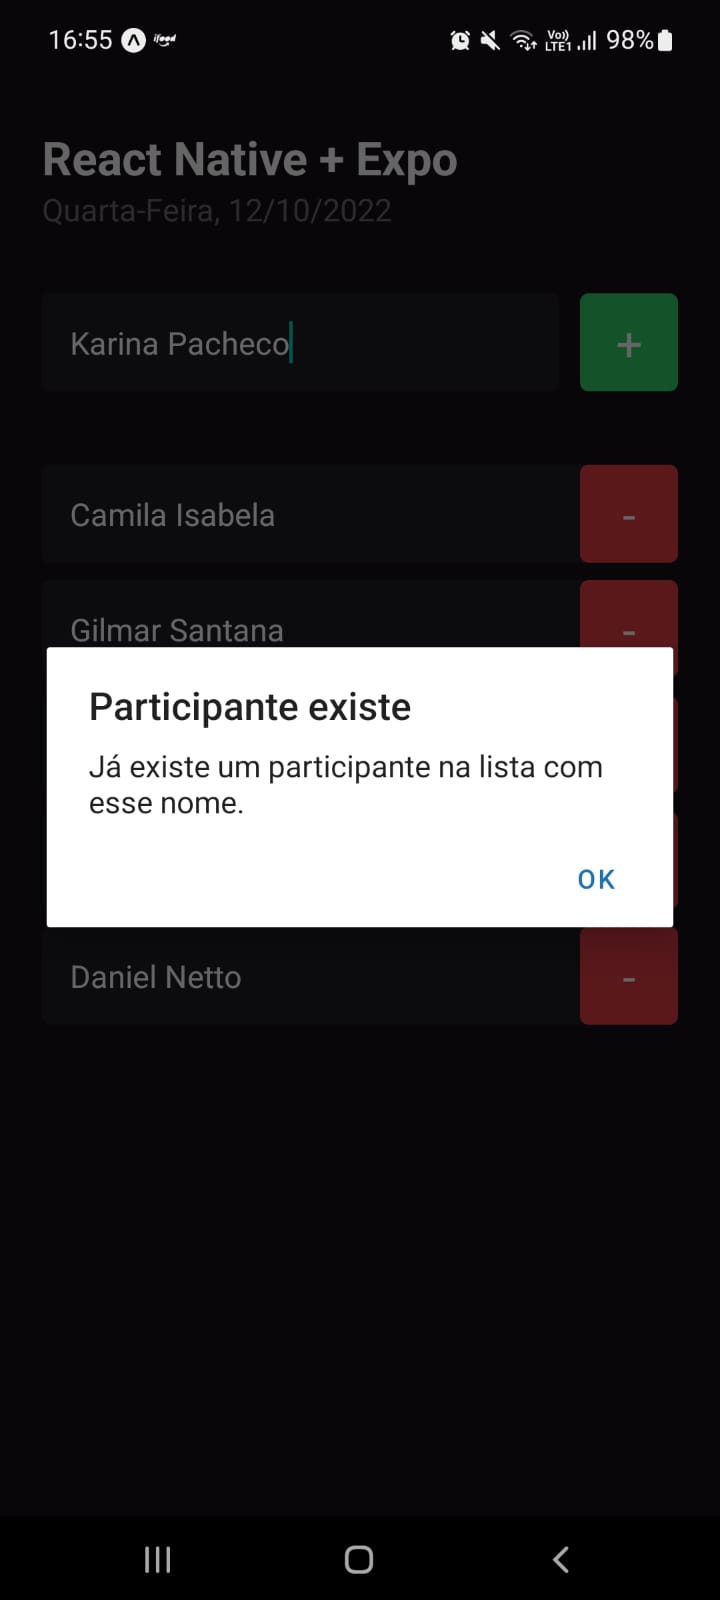 16:55 ifood Vo)) LTE1 98%
React Native + Expo
Quarta-Feira, 12/10/2022
Karina Pacheco +
Camila Isabela -
Gilmar Santana -
Participante existe
Já existe um participante na lista com
esse nome.
OK
Daniel Netto -